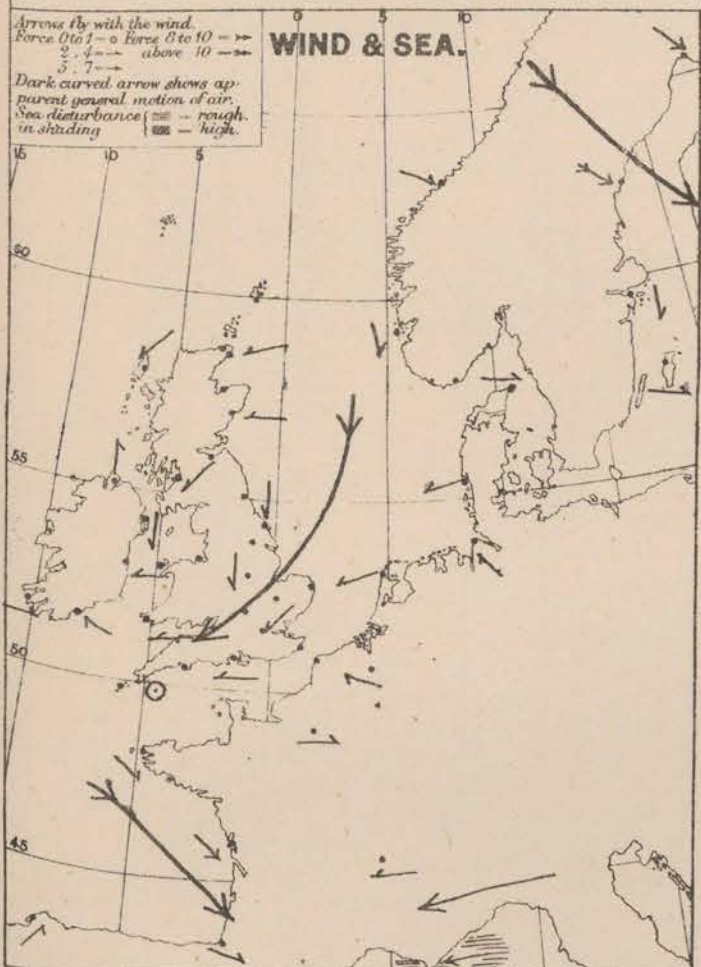 0 5 10
Arrows fly with the wind.
Force 0 to 1 = o Force 8 to 10 =
2 . 4 = above 10 =
5 . 7 =
WIND & SEA.
Dark curved arrow shows ap-
parent general motion of air.
Sea disturbance { = rough.
in shading = high.
15 10 5
60
55
50
45